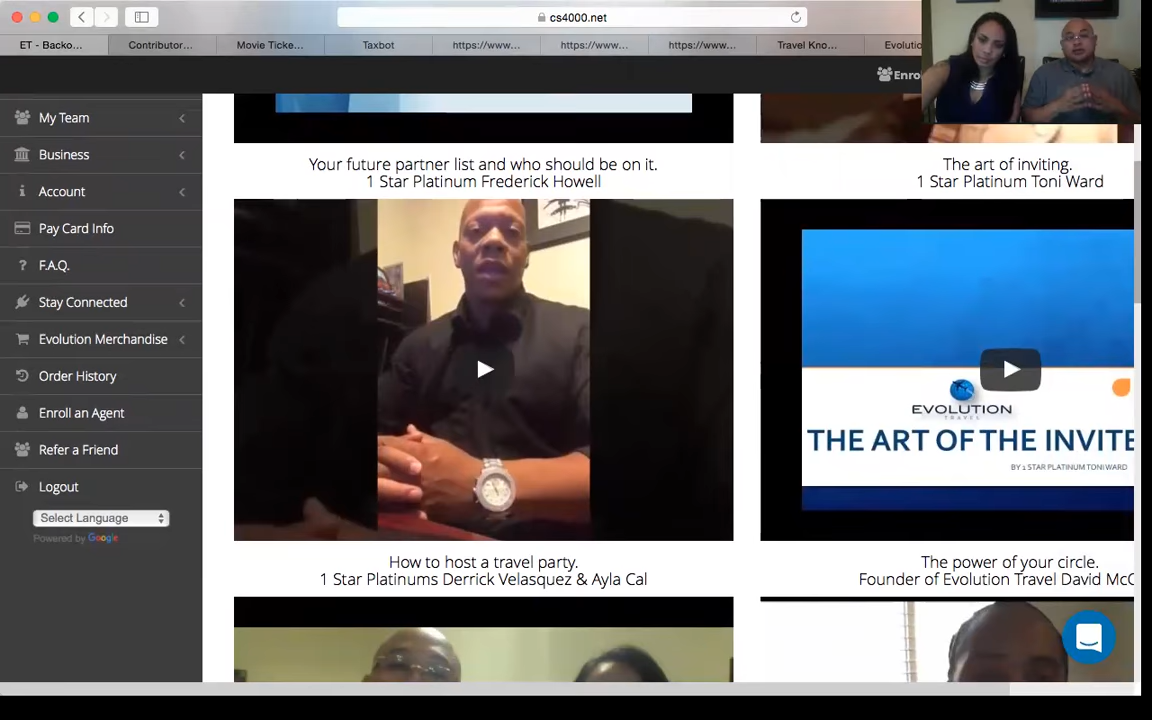 cs4000.net
ET - Backo...
Contributor...
Movie Ticke...
Taxbot
https://www...
https://www...
https://www...
Travel Kno...
Evolutio
Enro
My Team
Business
Account
Pay Card Info
F.A.Q.
Stay Connected
Evolution Merchandise
Order History
Enroll an Agent
Refer a Friend
Logout
Select Language
Powered by Google
Your future partner list and who should be on it.
1 Star Platinum Frederick Howell
The art of inviting.
1 Star Platinum Toni Ward
EVOLUTION
TRAVEL
THE ART OF THE INVITE
BY 1 STAR PLATINUM TONI WARD
How to host a travel party.
1 Star Platinums Derrick Velasquez & Ayla Cal
The power of your circle.
Founder of Evolution Travel David McC